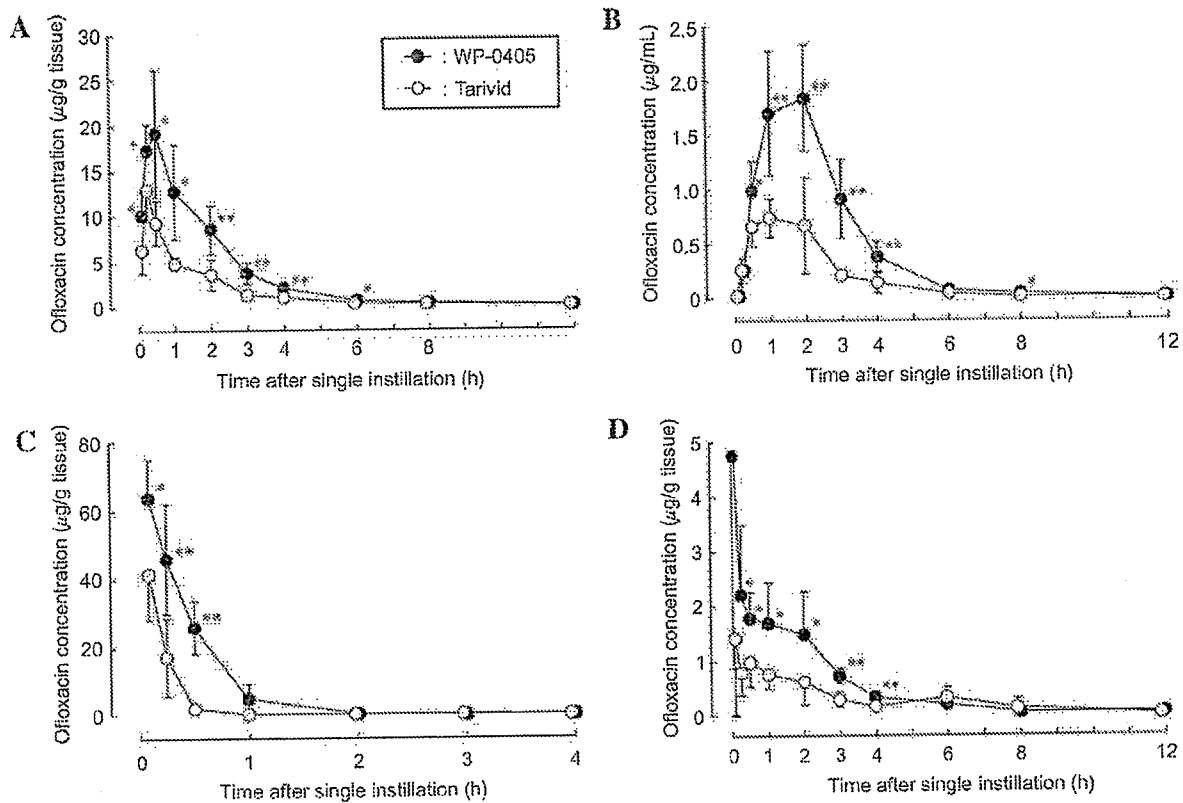 A
Ofloxacin concentration (µg/g tissue)
30
25
20
15
10
5
0
: WP-0405
: Tarivid
*
*
*
*
**
**
**
*
0 1 2 3 4 6 8
Time after single instillation (h)
B
Ofloxacin concentration (µg/mL)
2.5
2.0
1.5
1.0
0.5
0
*
**
**
**
**
*
0 1 2 3 4 6 8 12
Time after single instillation (h)
C
Ofloxacin concentration (µg/g tissue)
80
60
40
20
0
*
**
**
0 1 2 3 4
Time after single instillation (h)
D
Ofloxacin concentration (µg/g tissue)
5
4
3
2
1
0
*
*
*
**
**
0 1 2 3 4 6 8 12
Time after single instillation (h)